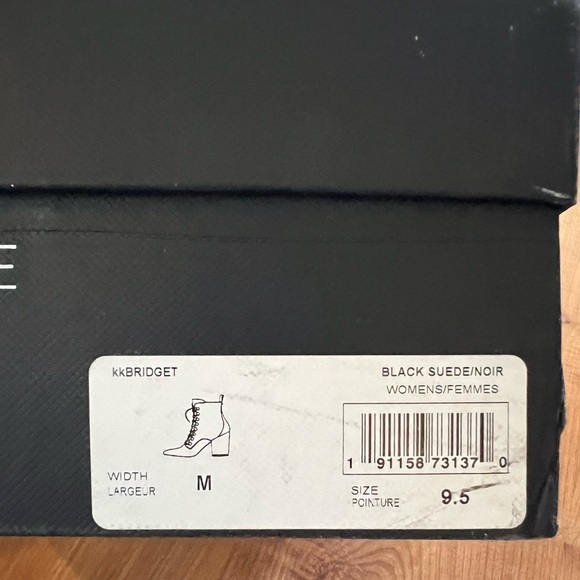 E
kkBRIDGET
BLACK SUEDE/NOIR
WOMENS/FEMMES
1 91158 73137 0
WIDTH
LARGEUR
M
SIZE
POINTURE
9.5